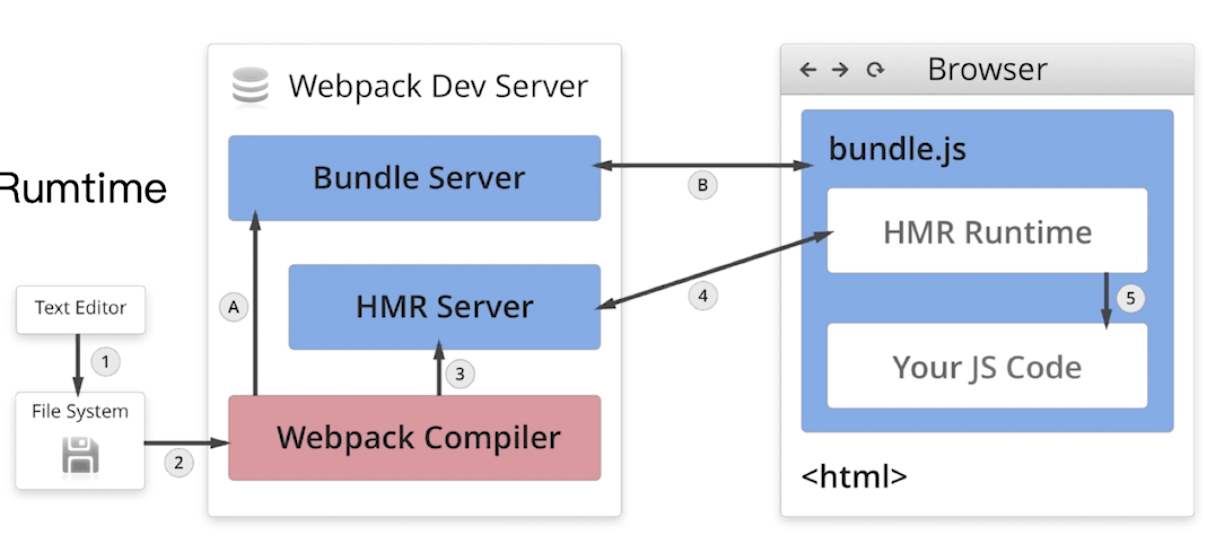 Webpack Dev Server
Browser
Bundle Server
bundle.js
B
Rumtime
HMR Runtime
Text Editor
A
HMR Server
4
5
1
3
Your JS Code
File System
2
Webpack Compiler
<html>